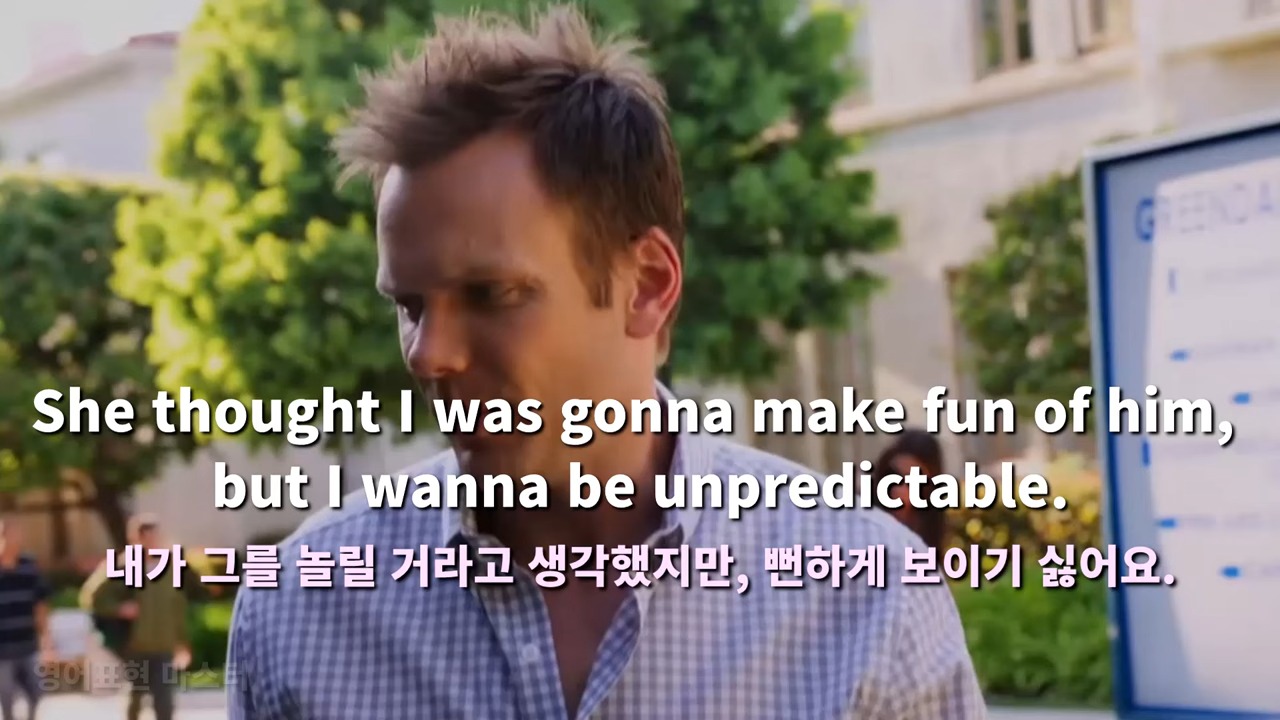 GREENDA
She thought I was gonna make fun of him,
but I wanna be unpredictable.
내가 그를 놀릴 거라고 생각했지만, 뻔하게 보이기 싫어요.
영어표현 마스터